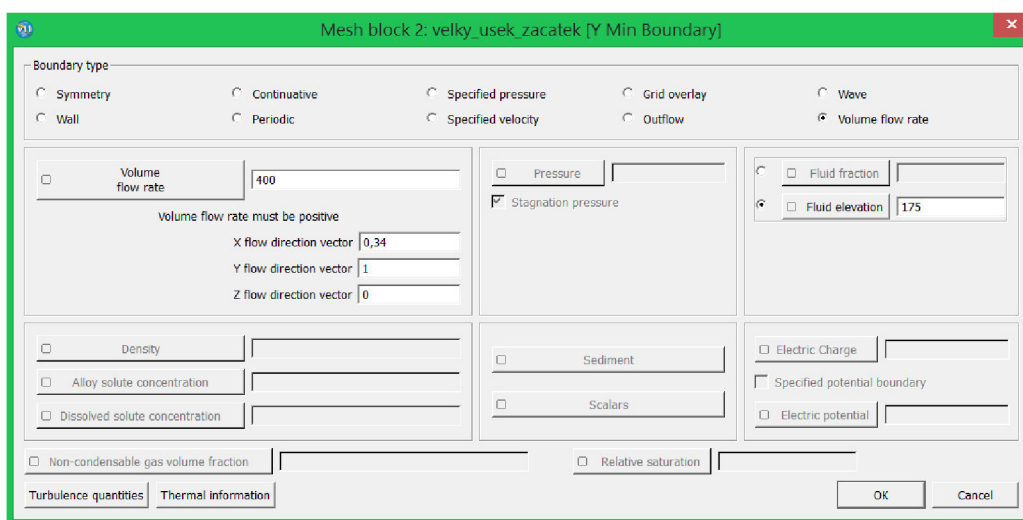 v11
Mesh block 2: velky_usek_zacatek [Y Min Boundary]
Boundary type
Symmetry Continuative Specified pressure Grid overlay Wave
Wall Periodic Specified velocity Outflow Volume flow rate
Volume
flow rate
400
Volume flow rate must be positive
X flow direction vector 0,34
Y flow direction vector 1
Z flow direction vector 0
Pressure
Stagnation pressure
Fluid fraction
Fluid elevation 175
Density
Alloy solute concentration
Dissolved solute concentration
Sediment
Scalars
Electric Charge
Specified potential boundary
Electric potential
Non-condensable gas volume fraction Relative saturation
Turbulence quantities Thermal information OK Cancel